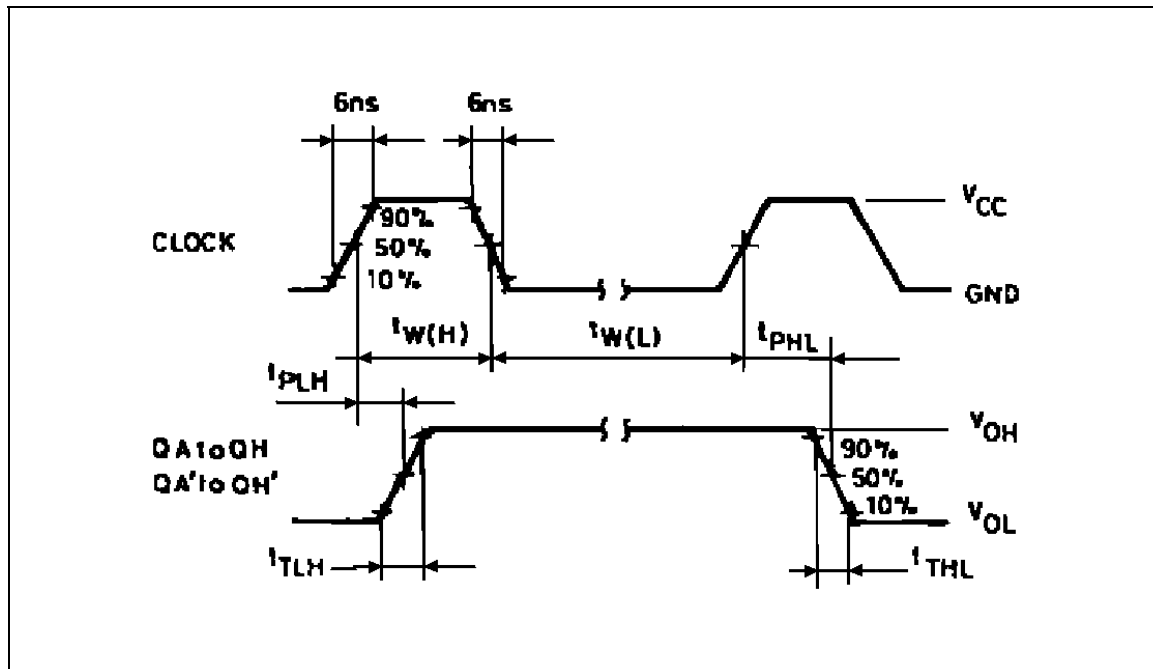 6ns 6ns
VCC
90%
CLOCK 50%
10%
GND
tW(H) tW(L) tPHL
tPLH
VOH
QA to QH 90%
QA' to QH' 50%
10%
VOL
tTLH tTHL